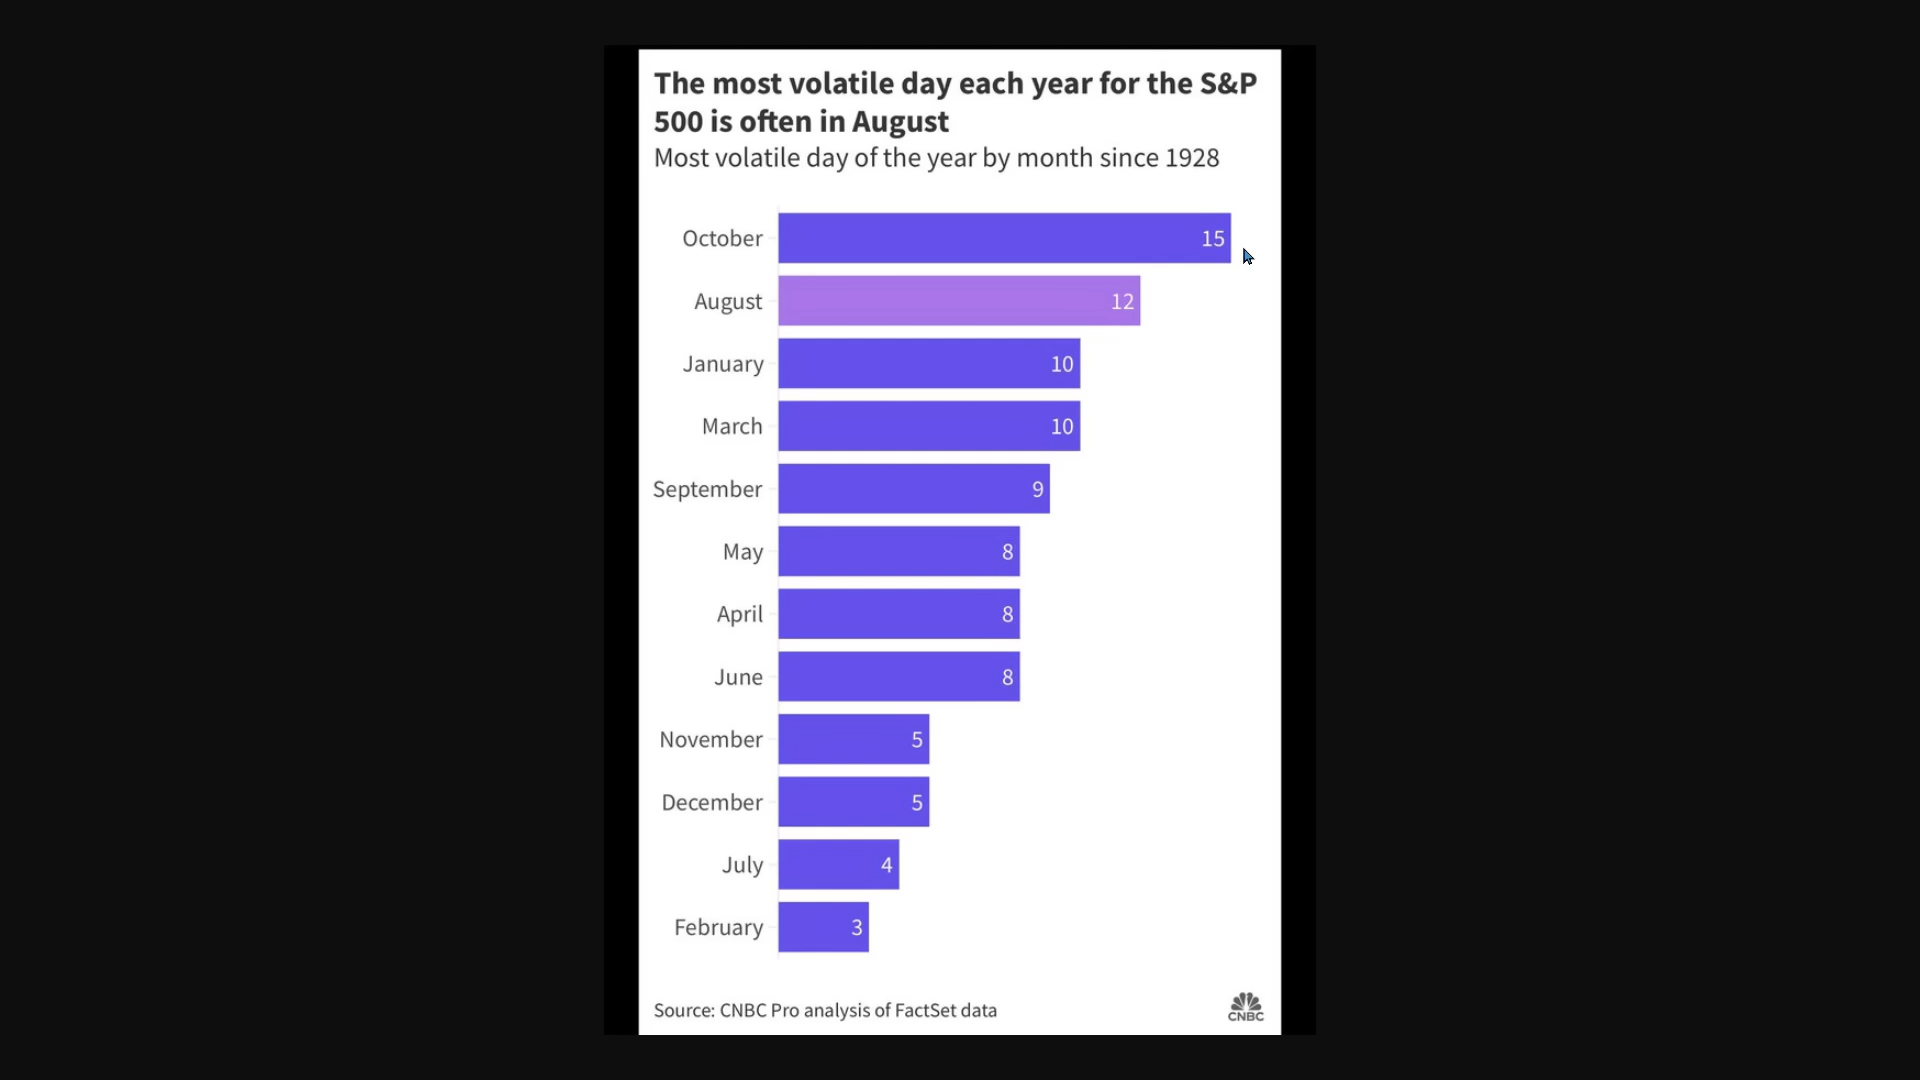 The most volatile day each year for the S&P
500 is often in August
Most volatile day of the year by month since 1928
October 15
August 12
January 10
March 10
September 9
May 8
April 8
June 8
November 5
December 5
July 4
February 3
Source: CNBC Pro analysis of FactSet data
CNBC